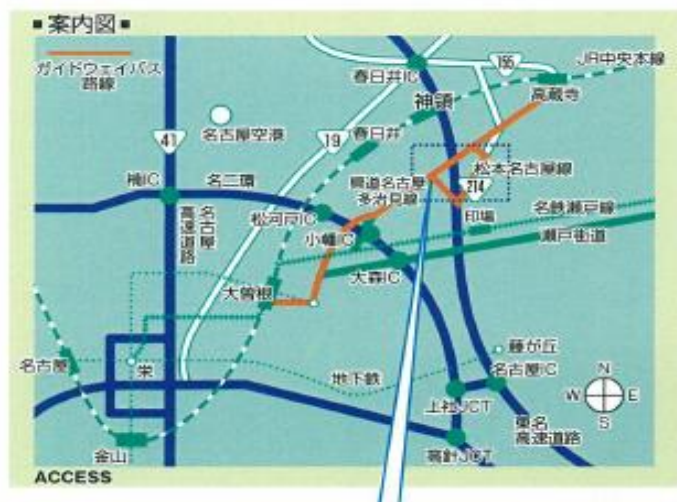 ■案内図■
ガイドウェイバス
路線
41
名古屋空港
19
春日井IC
神領
155
JR中央本線
高蔵寺
春日井
松本名古屋線
県道名古屋
多治見線
214
印場
楠IC
名二環
松河戸IC
小幡IC
名鉄瀬戸線
瀬戸街道
名古屋
高速道路
大曽根
大森IC
名古屋
栄
地下鉄
藤が丘
名古屋IC
上社JCT
東名
高速道路
高針JCT
金山
N
W
E
S
ACCESS